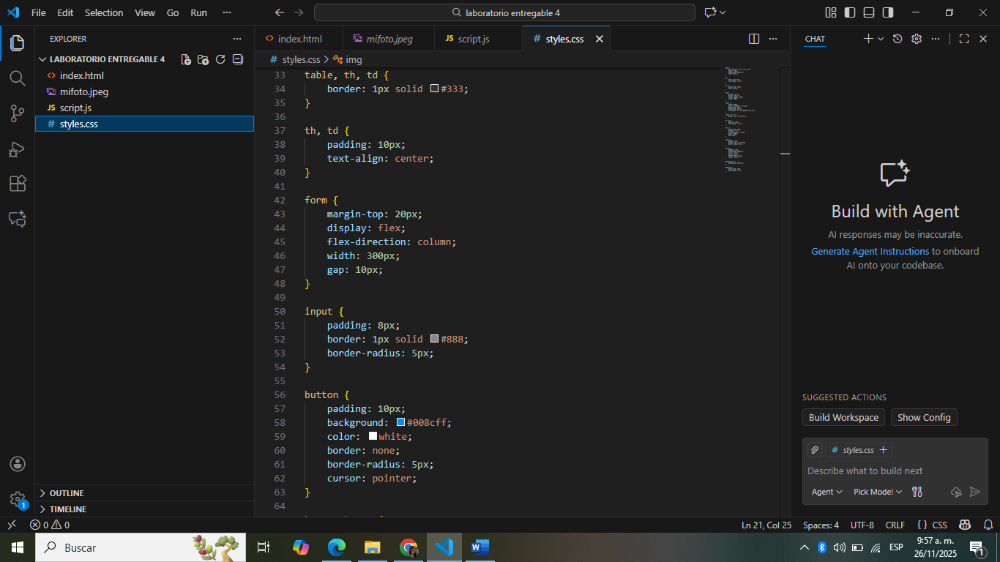 File Edit Selection View Go Run ···
laboratorio entregable 4
EXPLORER
LABORATORIO ENTREGABLE 4
index.html
mifoto.jpeg
JS script.js
# styles.css
OUTLINE
TIMELINE
index.html
mifoto.jpeg
JS script.js
# styles.css
# styles.css > img
33 table, th, td {
34 border: 1px solid #333;
35 }
36
37 th, td {
38 padding: 10px;
39 text-align: center;
40 }
41
42 form {
43 margin-top: 20px;
44 display: flex;
45 flex-direction: column;
46 width: 300px;
47 gap: 10px;
48 }
49
50 input {
51 padding: 8px;
52 border: 1px solid #888;
53 border-radius: 5px;
54 }
55
56 button {
57 padding: 10px;
58 background: #008cff;
59 color: white;
60 border: none;
61 border-radius: 5px;
62 cursor: pointer;
63 }
64
CHAT
Build with Agent
AI responses may be inaccurate.
Generate Agent Instructions to onboard
AI onto your codebase.
SUGGESTED ACTIONS
Build Workspace Show Config
# styles.css +
Describe what to build next
Agent Pick Model
0 0
Ln 21, Col 25 Spaces: 4 UTF-8 CRLF { } CSS
1
Buscar
ESP
9:57 a. m.
26/11/2025
1